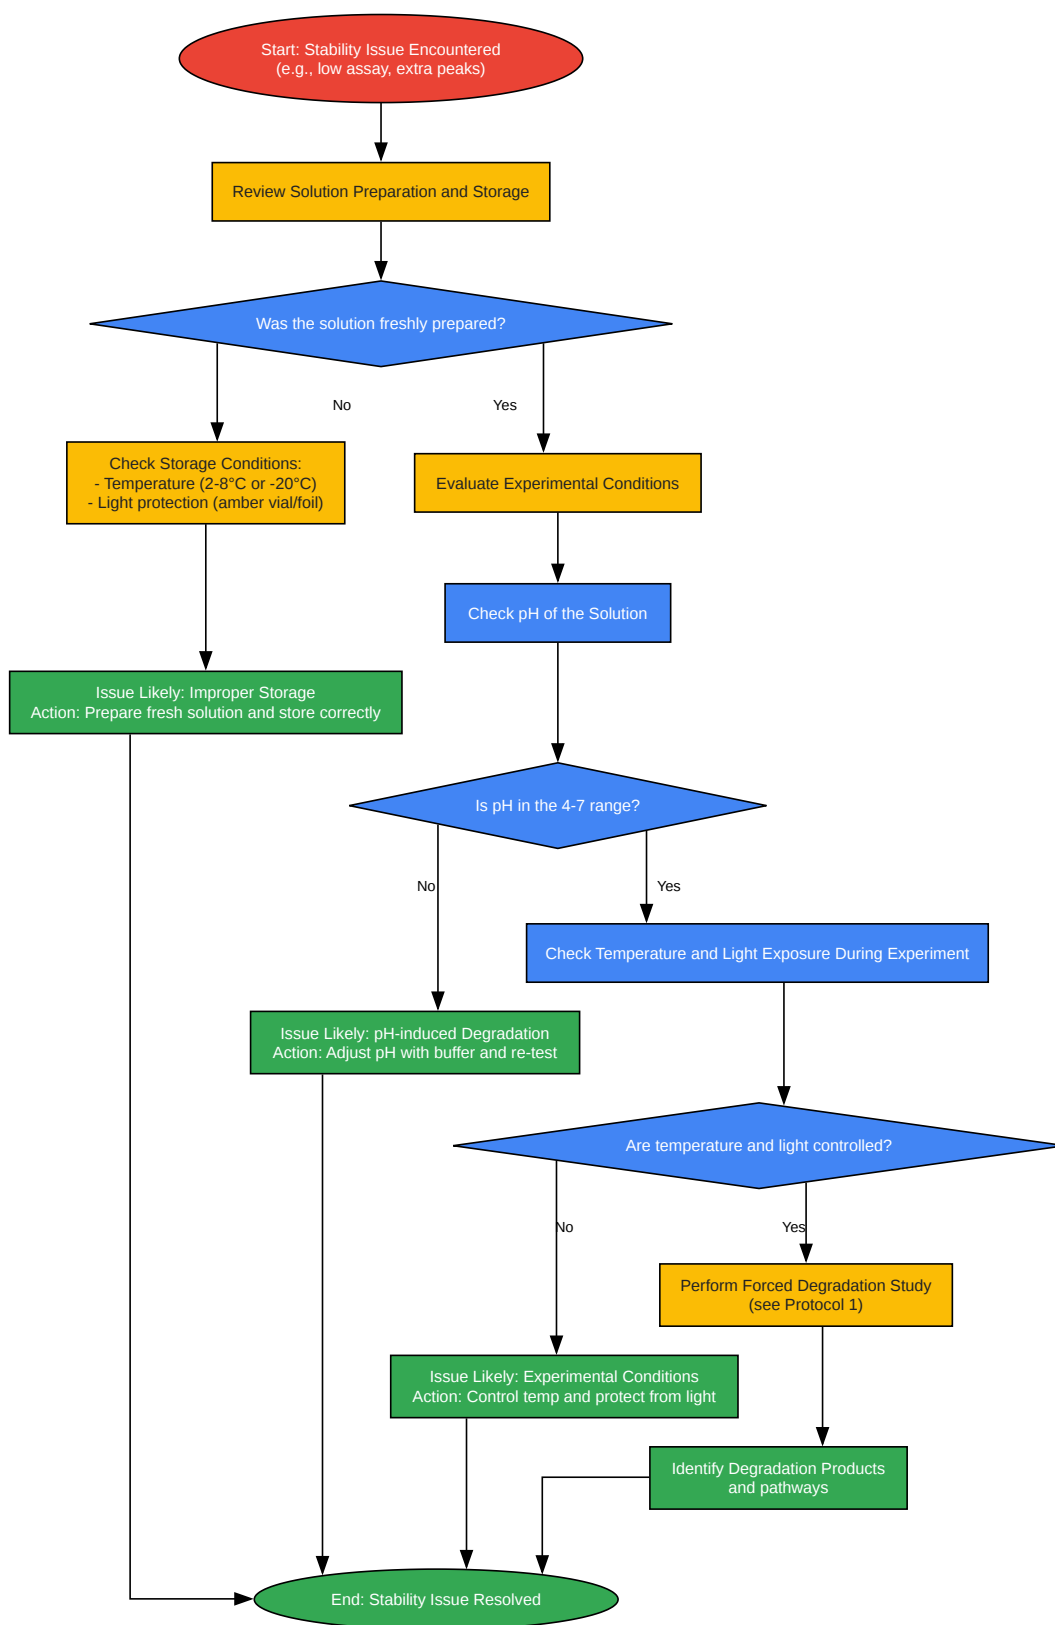 Start: Stability Issue Encountered
(e.g., low assay, extra peaks)
Review Solution Preparation and Storage
Was the solution freshly prepared?
No
Yes
Check Storage Conditions:
- Temperature (2-8°C or -20°C)
- Light protection (amber vial/foil)
Evaluate Experimental Conditions
Check pH of the Solution
Issue Likely: Improper Storage
Action: Prepare fresh solution and store correctly
Is pH in the 4-7 range?
No
Yes
Check Temperature and Light Exposure During Experiment
Issue Likely: pH-induced Degradation
Action: Adjust pH with buffer and re-test
Are temperature and light controlled?
No
Yes
Perform Forced Degradation Study
(see Protocol 1)
Issue Likely: Experimental Conditions
Action: Control temp and protect from light
Identify Degradation Products
and pathways
End: Stability Issue Resolved